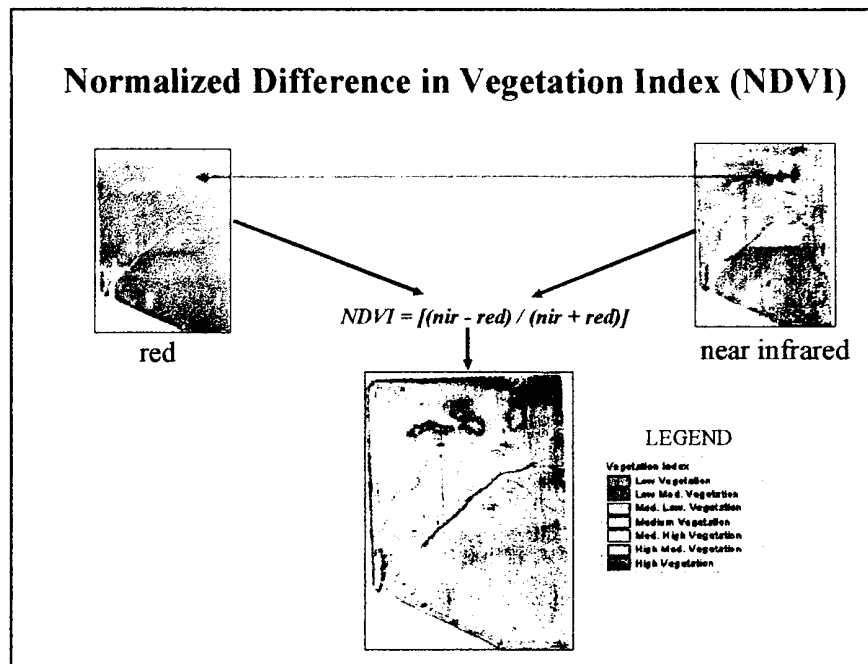 Normalized Difference in Vegetation Index (NDVI)
red
near infrared
NDVI = [(nir - red) / (nir + red)]
LEGEND
Vegetation Index
Low Vegetation
Low Med. Vegetation
Med. Low. Vegetation
Medium Vegetation
Med. High Vegetation
High Med. Vegetation
High Vegetation